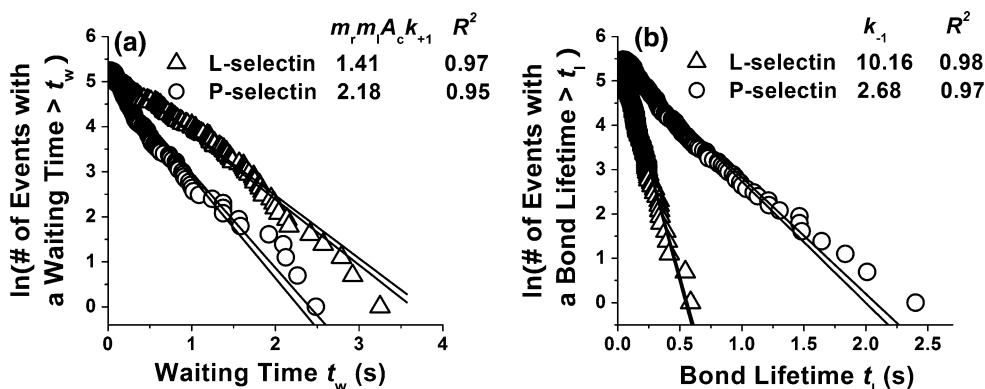 (a)
m_r m_l A_c k_{+1} R²
L-selectin 1.41 0.97
P-selectin 2.18 0.95
ln(# of Events with
a Waiting Time > t_w)
6
5
4
3
2
1
0
0 1 2 3 4
Waiting Time t_w (s)
(b)
k_{-1} R²
L-selectin 10.16 0.98
P-selectin 2.68 0.97
ln(# of Events with
a Bond Lifetime > t_l)
6
5
4
3
2
1
0
0.0 0.5 1.0 1.5 2.0 2.5
Bond Lifetime t_l (s)